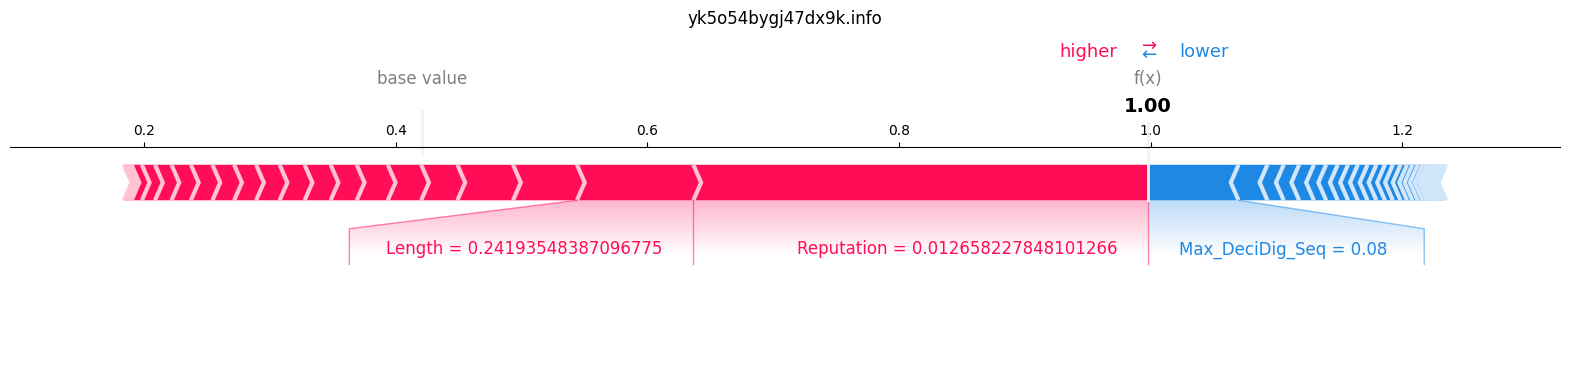 yk5o54bygj47dx9k.info
higher ⇄ lower
base value f(x)
1.00
0.2 0.4 0.6 0.8 1.0 1.2
Length = 0.24193548387096775 Reputation = 0.012658227848101266 Max_DeciDig_Seq = 0.08